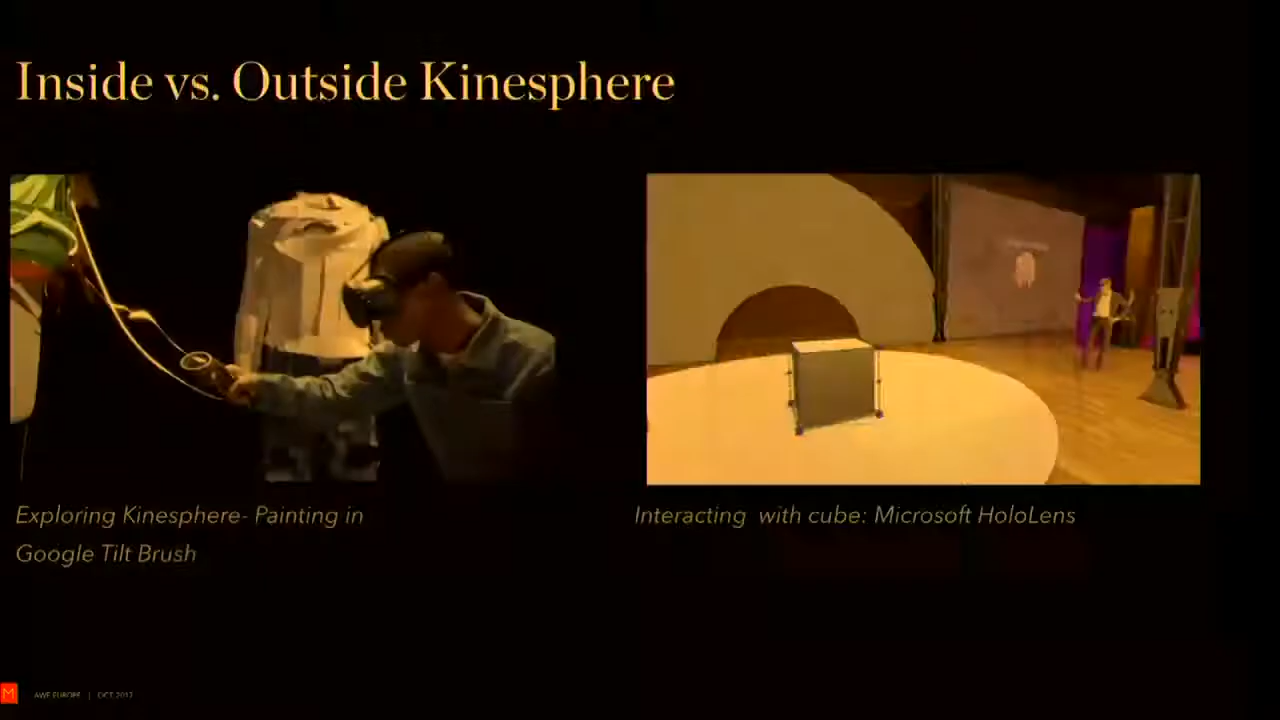 Inside vs. Outside Kinesphere
Exploring Kinesphere- Painting in
Google Tilt Brush
Interacting with cube: Microsoft HoloLens
M AWE EUROPE | OCT 2017